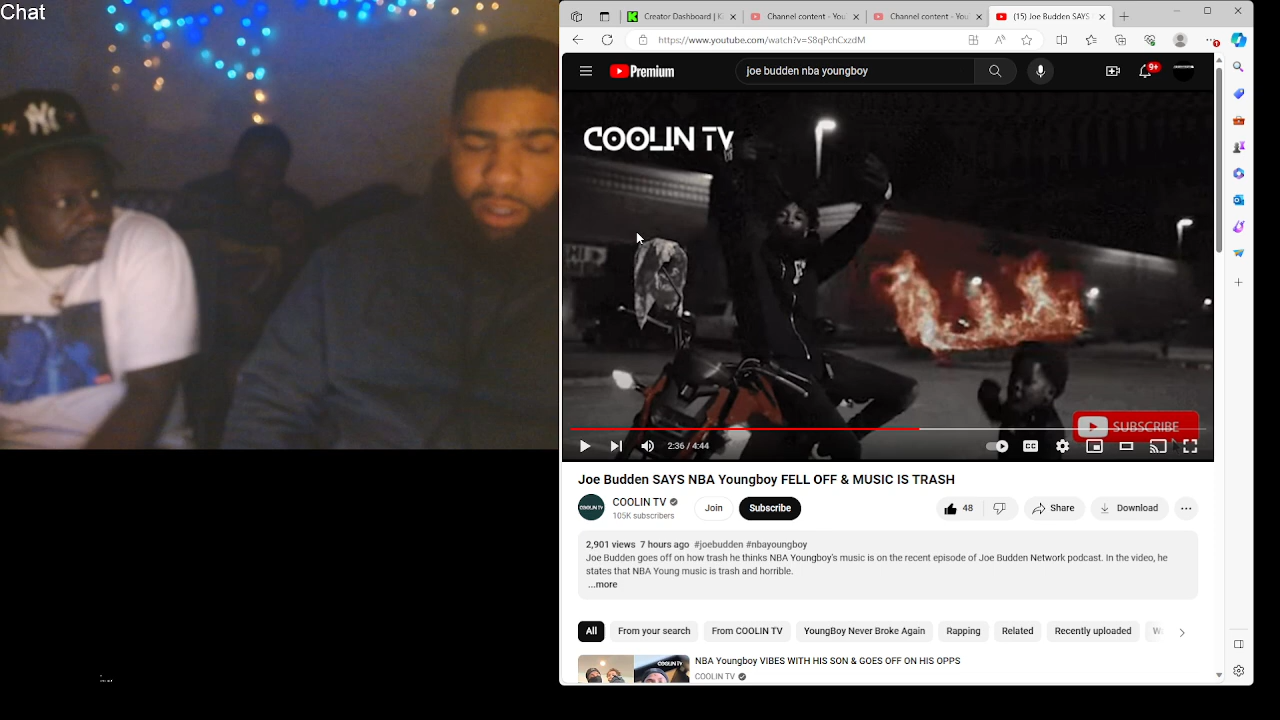 Chat
NY
Creator Dashboard | K
Channel content - You
Channel content - You
(15) Joe Budden SAYS
https://www.youtube.com/watch?v=S8qPchCxzdM
Premium
joe budden nba youngboy
9+
COOLIN TV
SUBSCRIBE
2:36 / 4:44
CC
Joe Budden SAYS NBA Youngboy FELL OFF & MUSIC IS TRASH
COOLIN TV
105K subscribers
Join
Subscribe
48
Share
Download
2,901 views 7 hours ago #joebudden #nbayoungboy
Joe Budden goes off on how trash he thinks NBA Youngboy's music is on the recent episode of Joe Budden Network podcast. In the video, he
states that NBA Young music is trash and horrible.
...more
All
From your search
From COOLIN TV
YoungBoy Never Broke Again
Rapping
Related
Recently uploaded
NBA Youngboy VIBES WITH HIS SON & GOES OFF ON HIS OPPS
COOLIN TV